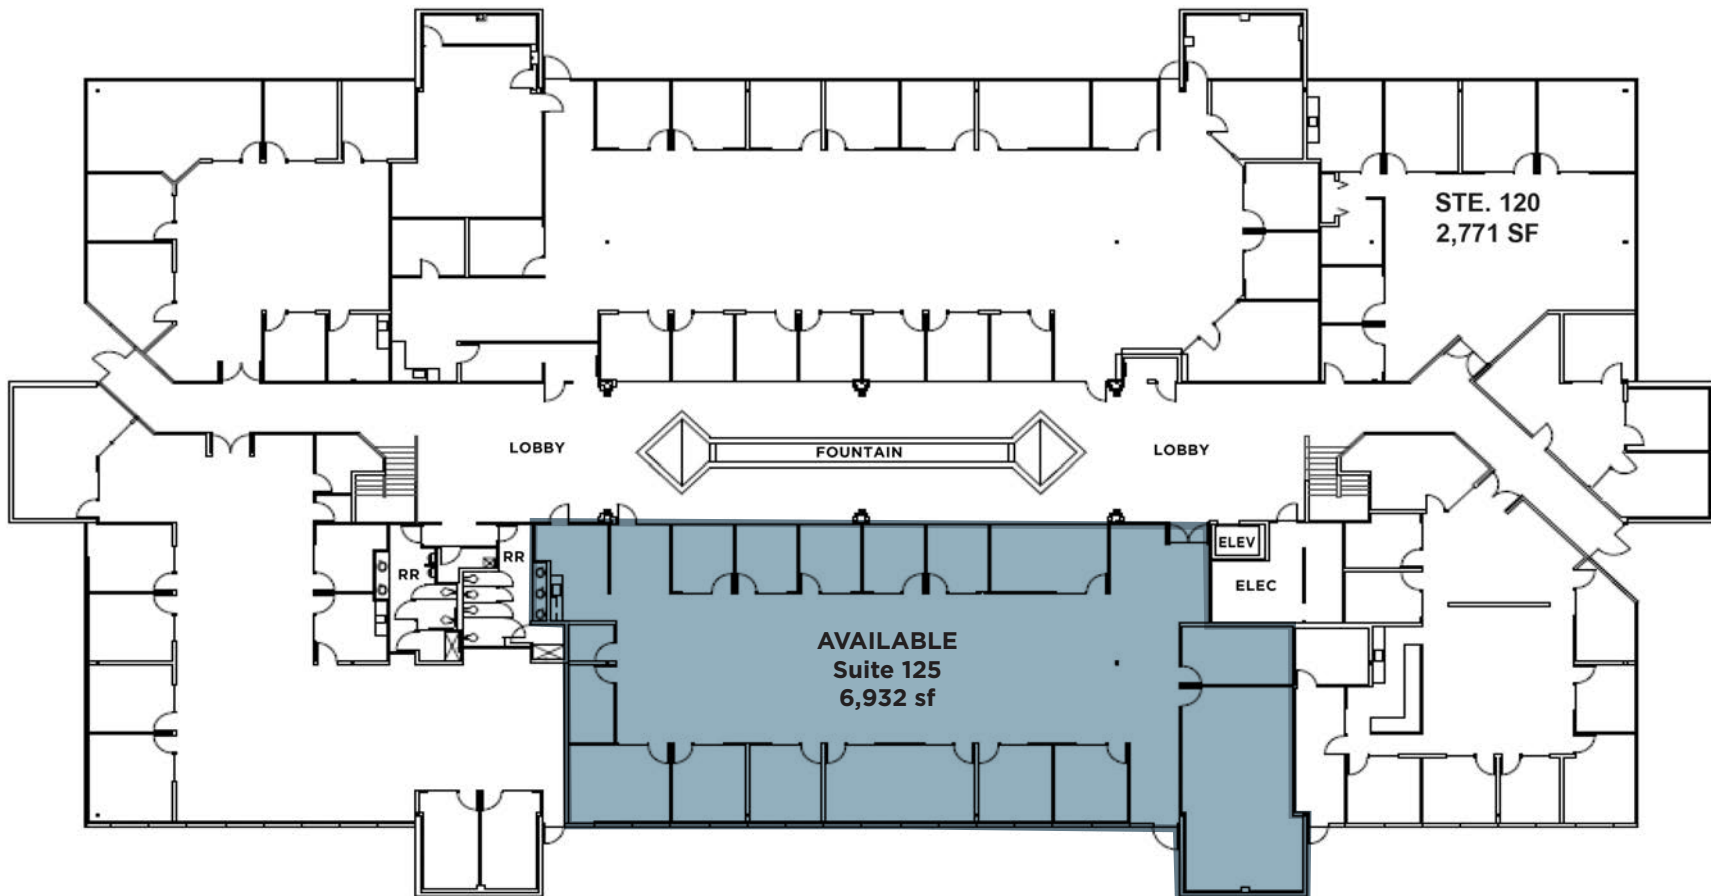 STE. 120
2,771 SF
LOBBY
FOUNTAIN
LOBBY
RR
RR
ELEV
ELEC
AVAILABLE
Suite 125
6,932 sf